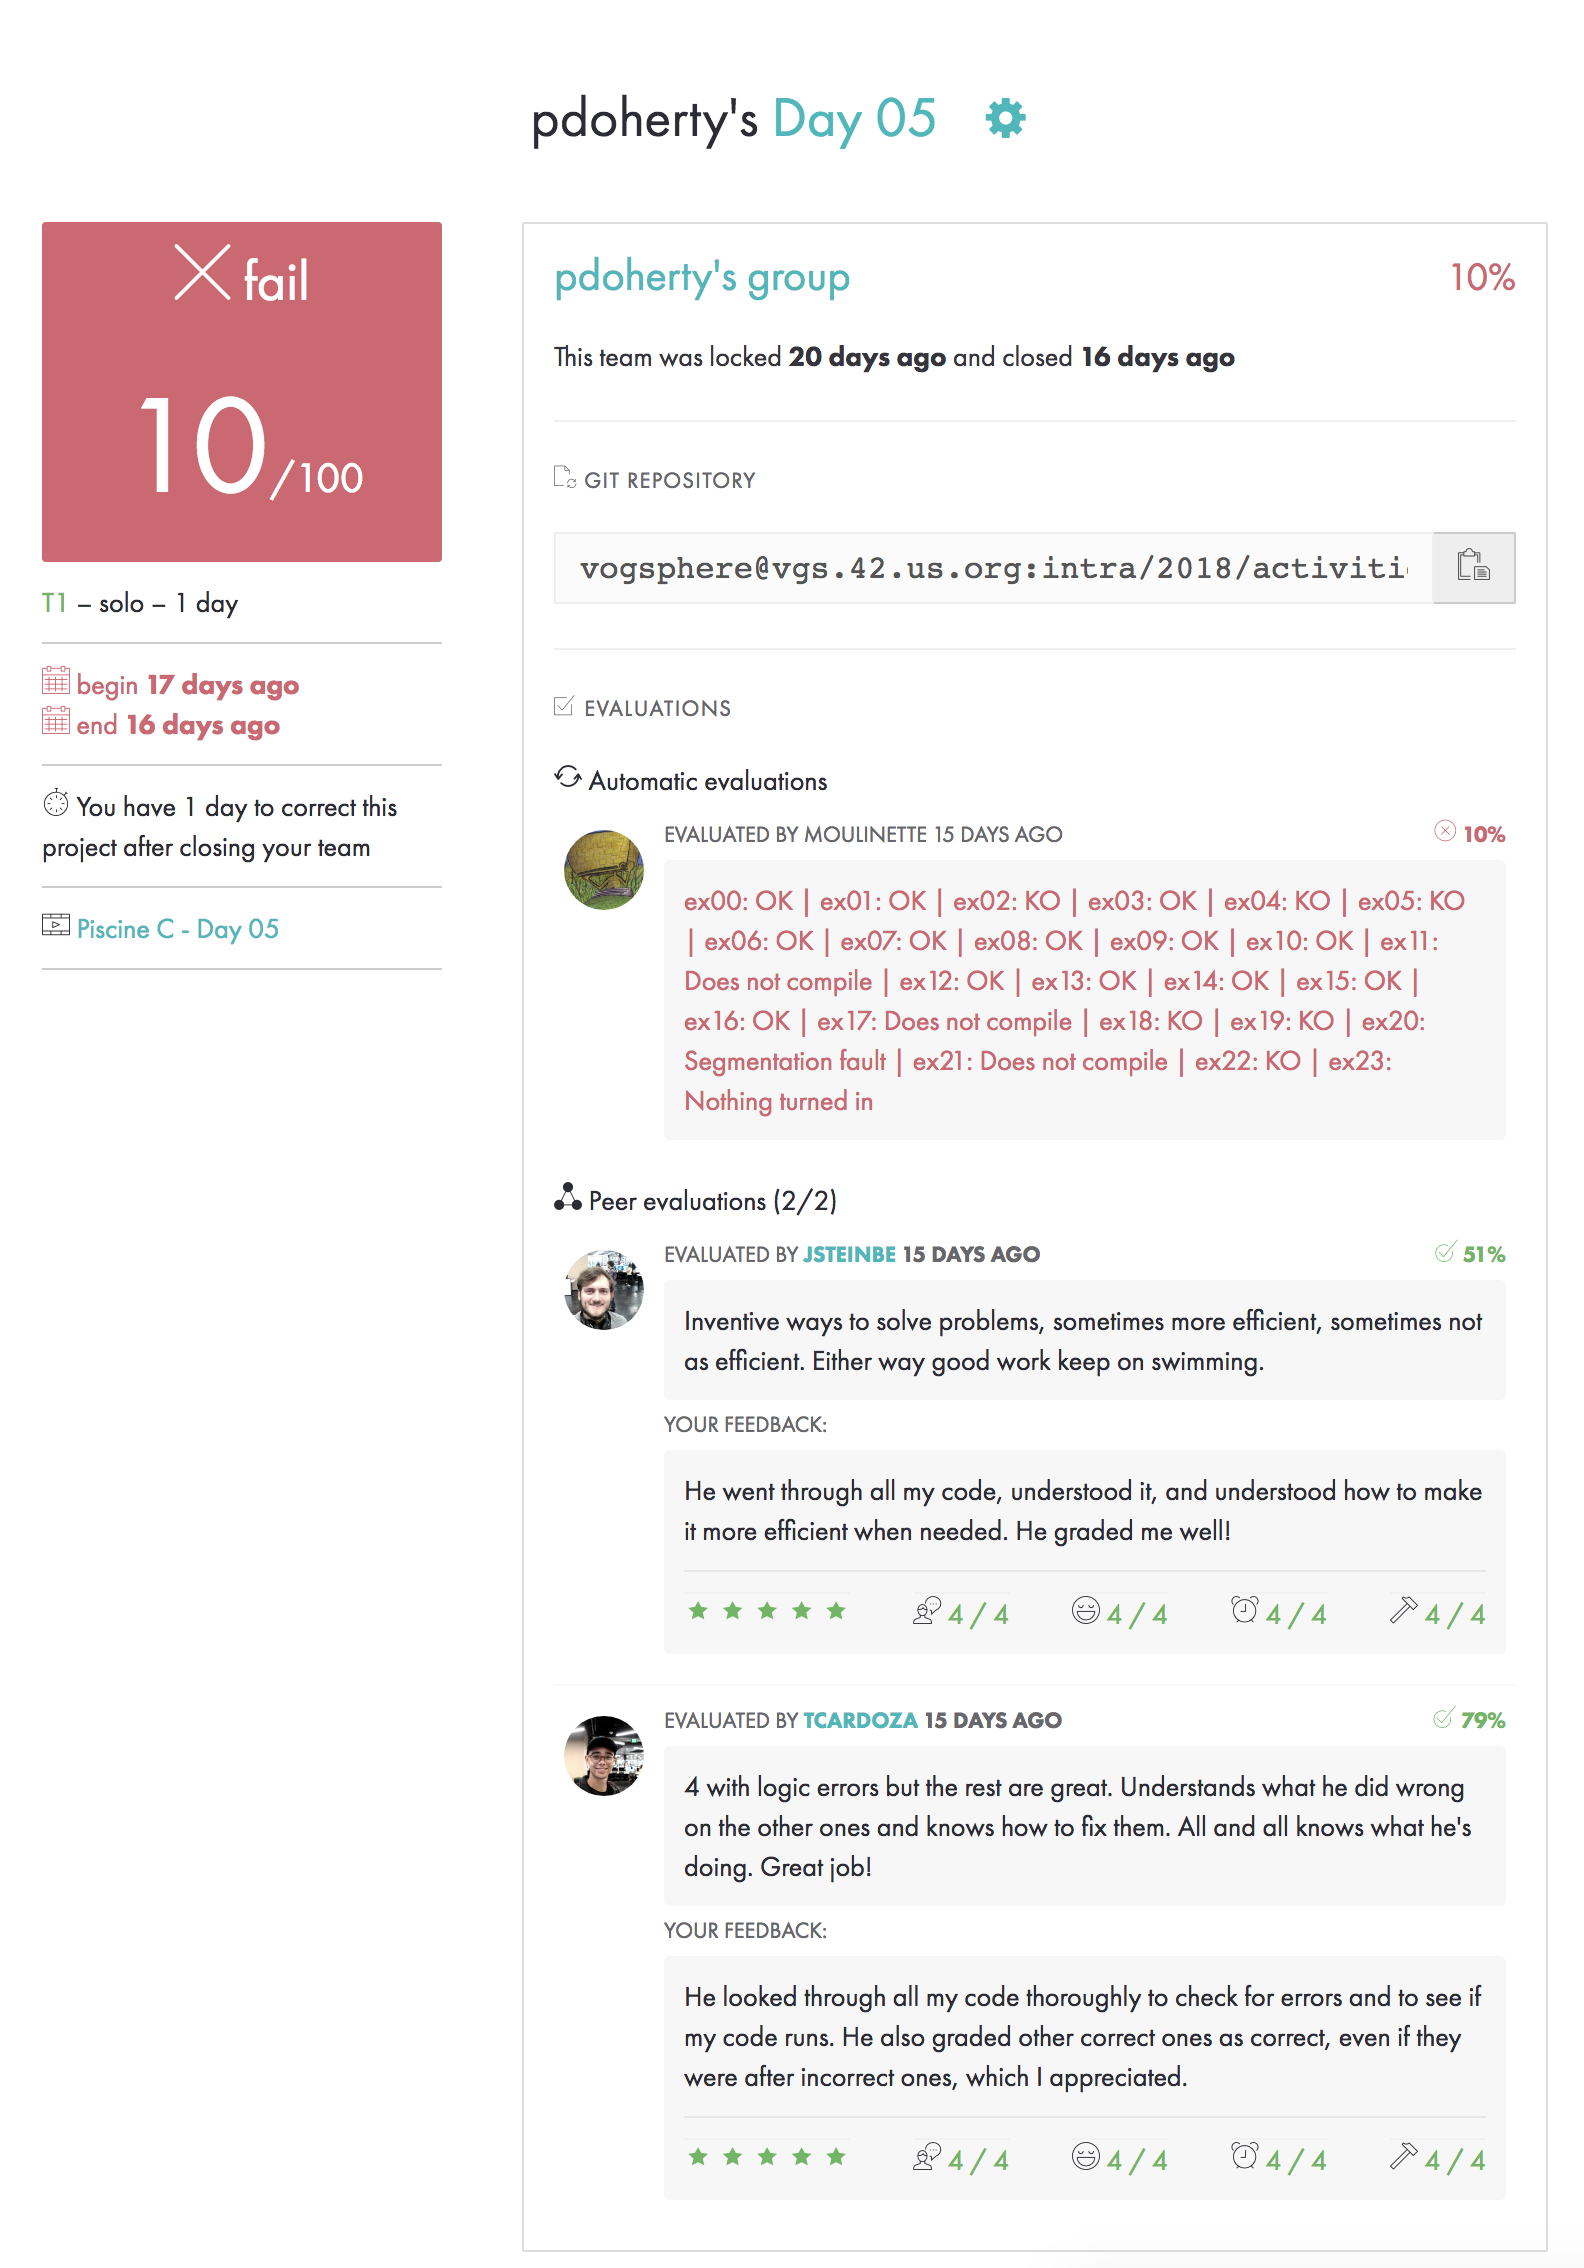 pdoherty's Day 05
fail
10/100
T1 – solo – 1 day
begin 17 days ago
end 16 days ago
You have 1 day to correct this
project after closing your team
Piscine C - Day 05
pdoherty's group 10%
This team was locked 20 days ago and closed 16 days ago
GIT REPOSITORY
vogsphere@vgs.42.us.org:intra/2018/activiti
EVALUATIONS
Automatic evaluations
EVALUATED BY MOULINETTE 15 DAYS AGO 10%
ex00: OK | ex01: OK | ex02: KO | ex03: OK | ex04: KO | ex05: KO
| ex06: OK | ex07: OK | ex08: OK | ex09: OK | ex10: OK | ex11:
Does not compile | ex12: OK | ex13: OK | ex14: OK | ex15: OK |
ex16: OK | ex17: Does not compile | ex18: KO | ex19: KO | ex20:
Segmentation fault | ex21: Does not compile | ex22: KO | ex23:
Nothing turned in
Peer evaluations (2/2)
EVALUATED BY JSTEINBE 15 DAYS AGO 51%
Inventive ways to solve problems, sometimes more efficient, sometimes not
as efficient. Either way good work keep on swimming.
YOUR FEEDBACK:
He went through all my code, understood it, and understood how to make
it more efficient when needed. He graded me well!
4 / 4 4 / 4 4 / 4 4 / 4
EVALUATED BY TCARDOZA 15 DAYS AGO 79%
4 with logic errors but the rest are great. Understands what he did wrong
on the other ones and knows how to fix them. All and all knows what he's
doing. Great job!
YOUR FEEDBACK:
He looked through all my code thoroughly to check for errors and to see if
my code runs. He also graded other correct ones as correct, even if they
were after incorrect ones, which I appreciated.
4 / 4 4 / 4 4 / 4 4 / 4